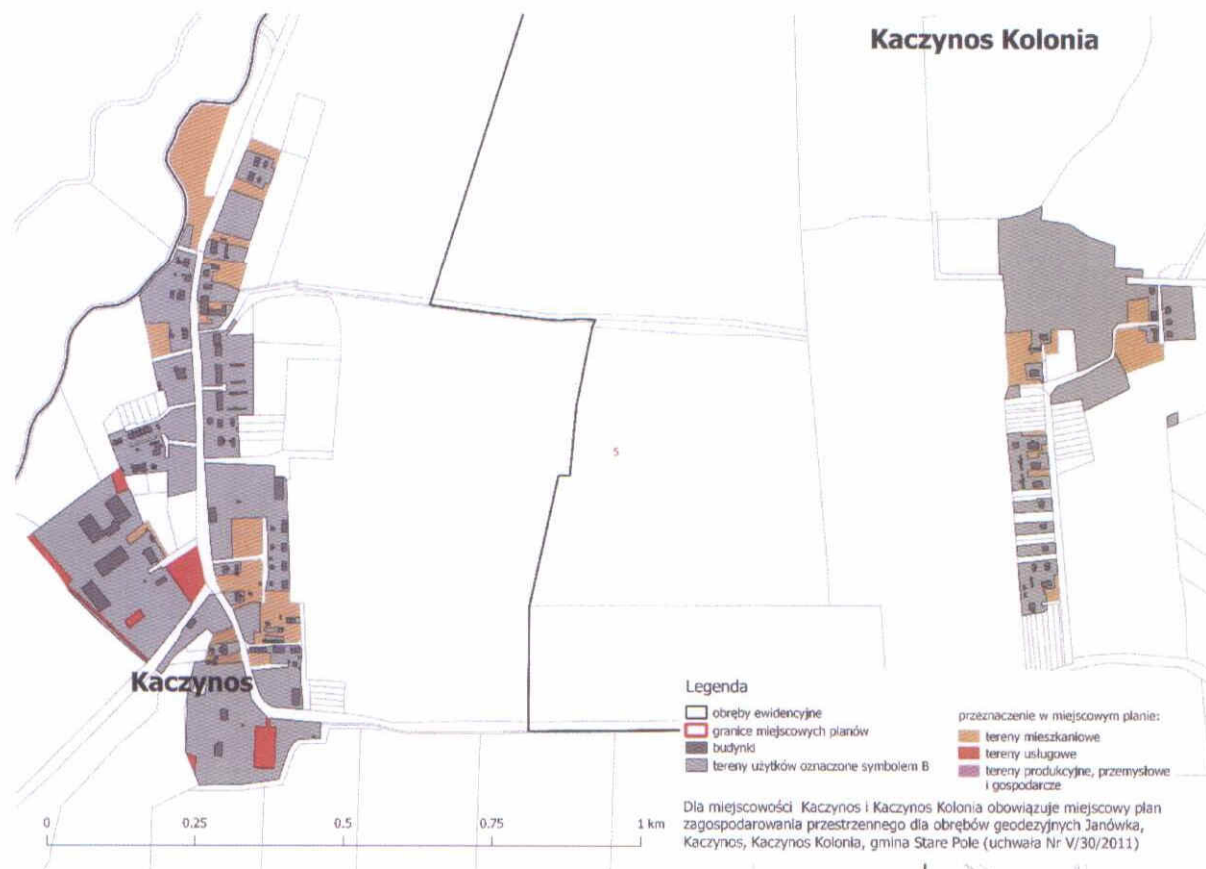 Kaczynos Kolonia
5
Kaczynos
Legenda
obręby ewidencyjne
granice miejscowych planów
budynki
tereny użytków oznaczone symbolem B
przeznaczenie w miejscowym planie:
tereny mieszkaniowe
tereny usługowe
tereny produkcyjne, przemysłowe
i gospodarcze
Dla miejscowości Kaczynos i Kaczynos Kolonia obowiązuje miejscowy plan
zagospodarowania przestrzennego dla obrębów geodezyjnych Janówka,
Kaczynos, Kaczynos Kolonia, gmina Stare Pole (uchwała Nr V/30/2011)
0 0.25 0.5 0.75 1 km